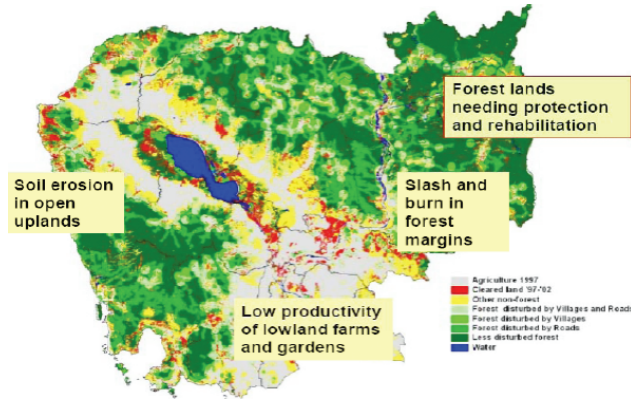 Forest lands
needing protection
and rehabilitation
Soil erosion
in open
uplands
Slash and
burn in
forest
margins
Low productivity
of lowland farms
and gardens
Agriculture 1997
Cleared land '97-'02
Other non-forest
Forest disturbed by Villages and Roads
Forest disturbed by Villages
Forest disturbed by Roads
Less disturbed forest
Water